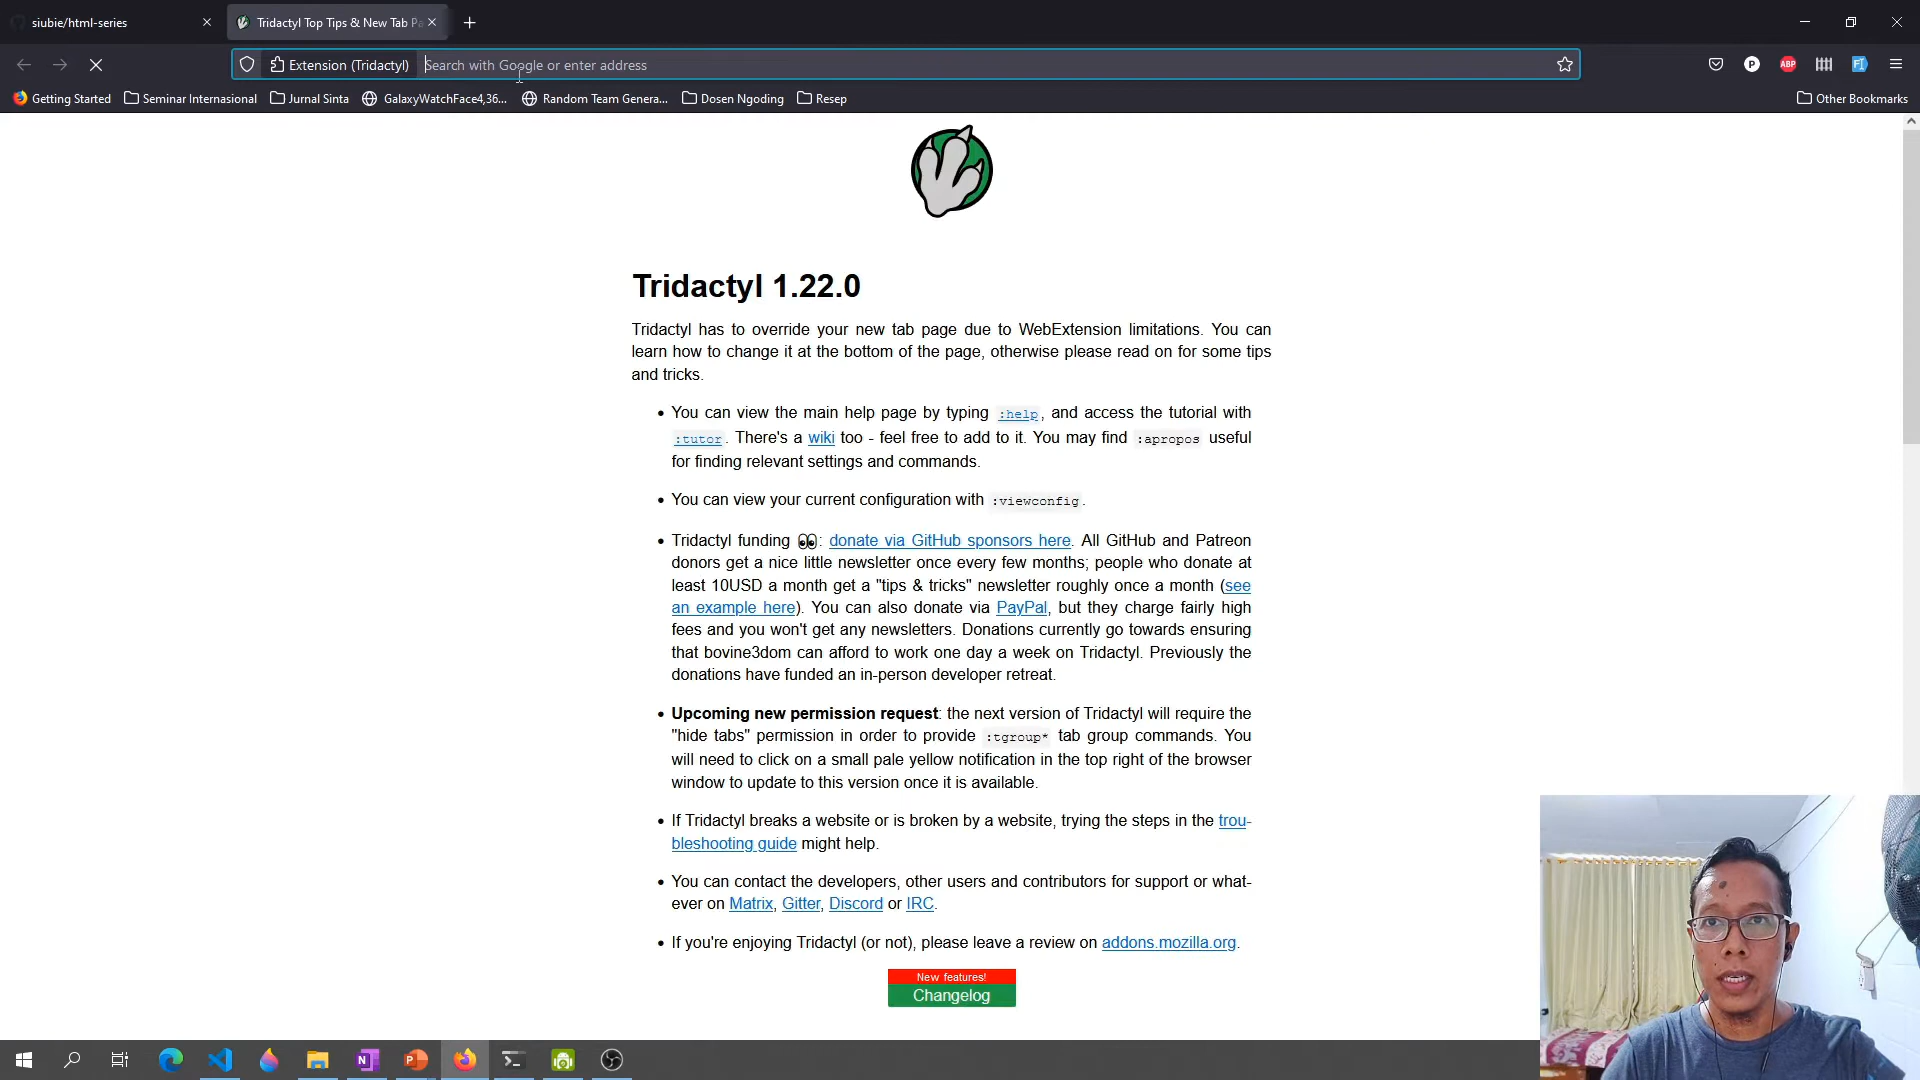 siubie/html-series
Tridactyl Top Tips & New Tab Pa
Extension (Tridactyl)
Search with Google or enter address
ABP
Getting Started
Seminar Internasional
Jurnal Sinta
GalaxyWatchFace4,36...
Random Team Genera...
Dosen Ngoding
Resep
Other Bookmarks
Tridactyl 1.22.0
Tridactyl has to override your new tab page due to WebExtension limitations. You can
learn how to change it at the bottom of the page, otherwise please read on for some tips
and tricks.
• You can view the main help page by typing :help, and access the tutorial with
:tutor. There's a wiki too - feel free to add to it. You may find :apropos useful
for finding relevant settings and commands.
• You can view your current configuration with :viewconfig.
• Tridactyl funding 👀: donate via GitHub sponsors here. All GitHub and Patreon
donors get a nice little newsletter once every few months; people who donate at
least 10USD a month get a "tips & tricks" newsletter roughly once a month (see
an example here). You can also donate via PayPal, but they charge fairly high
fees and you won't get any newsletters. Donations currently go towards ensuring
that bovine3dom can afford to work one day a week on Tridactyl. Previously the
donations have funded an in-person developer retreat.
• Upcoming new permission request: the next version of Tridactyl will require the
"hide tabs" permission in order to provide :tgroup* tab group commands. You
will need to click on a small pale yellow notification in the top right of the browser
window to update to this version once it is available.
• If Tridactyl breaks a website or is broken by a website, trying the steps in the trou-
bleshooting guide might help.
• You can contact the developers, other users and contributors for support or what-
ever on Matrix, Gitter, Discord or IRC.
• If you're enjoying Tridactyl (or not), please leave a review on addons.mozilla.org.
New features!
Changelog